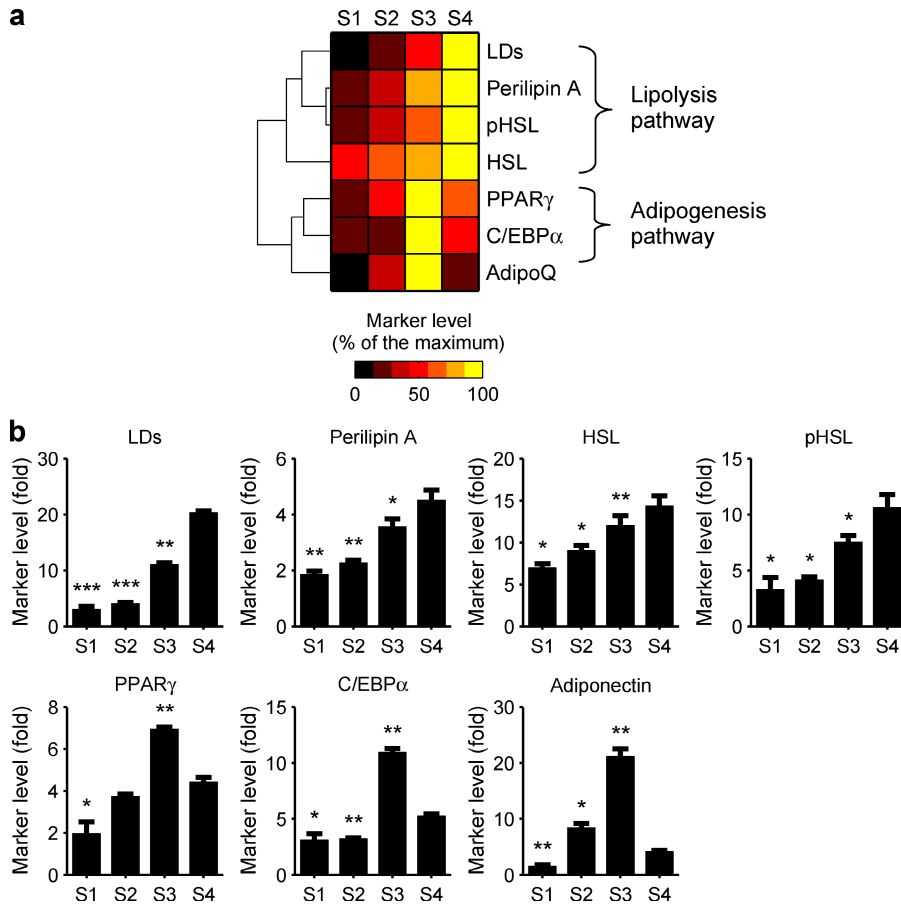 a
S1 S2 S3 S4
LDs
Perilipin A
pHSL
HSL
PPARγ
C/EBPα
AdipoQ
Lipolysis
pathway
Adipogenesis
pathway
Marker level
(% of the maximum)
0 50 100
b
LDs
Marker level (fold)
30
20
10
0
*** *** **
S1 S2 S3 S4
Perilipin A
Marker level (fold)
6
4
2
0
** ** *
S1 S2 S3 S4
HSL
Marker level (fold)
20
15
10
5
0
* * **
S1 S2 S3 S4
pHSL
Marker level (fold)
15
10
5
0
* * *
S1 S2 S3 S4
PPARγ
Marker level (fold)
8
6
4
2
0
* **
S1 S2 S3 S4
C/EBPα
Marker level (fold)
15
10
5
0
* ** **
S1 S2 S3 S4
Adiponectin
Marker level (fold)
30
20
10
0
** * **
S1 S2 S3 S4